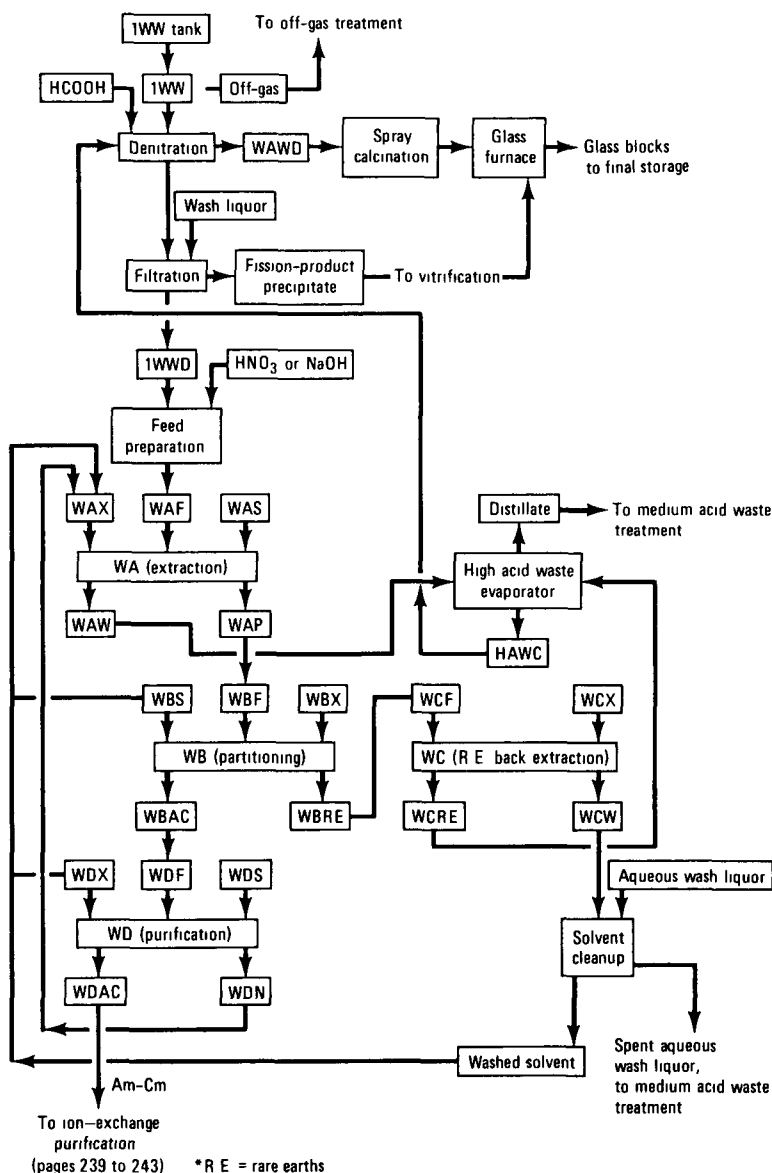 To off-gas treatment
1WW tank
HCOOH
1WW
Off-gas
Denitration
WAWD
Spray
calcination
Glass
furnace
Glass blocks
to final storage
Wash liquor
Filtration
Fission-product
precipitate
To vitrification
1WWD
HNO3 or NaOH
Feed
preparation
WAX
WAF
WAS
Distillate
To medium acid waste
treatment
WA (extraction)
High acid waste
evaporator
WAW
WAP
HAWC
WBS
WBF
WBX
WCF
WCX
WB (partitioning)
WC (R E back extraction)
WBAC
WBRE
WCRE
WCW
WDX
WDF
WDS
Aqueous wash liquor
WD (purification)
Solvent
cleanup
WDAC
WDN
Washed solvent
Spent aqueous
wash liquor,
to medium acid waste
treatment
Am-Cm
To ion-exchange
purification
(pages 239 to 243)
*R E = rare earths